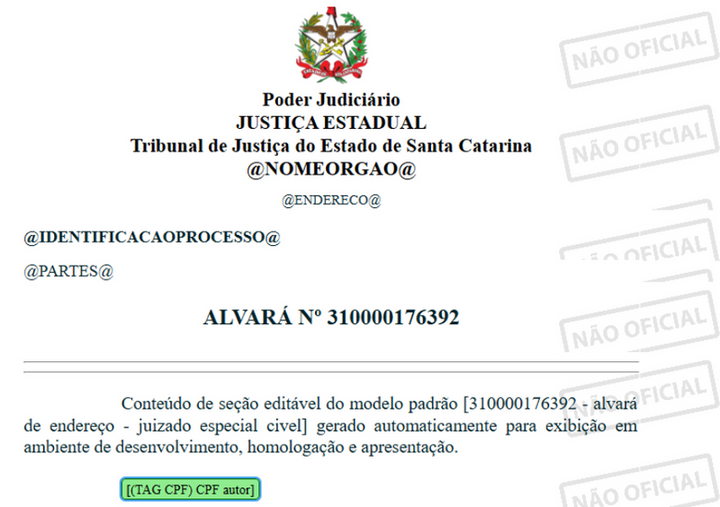 NÃO OFICIAL
Poder Judiciário
JUSTIÇA ESTADUAL
Tribunal de Justiça do Estado de Santa Catarina
NÃO OFICIAL
@NOMEORGAO@
@ENDERECO@
@IDENTIFICACAOPROCESSO@
NÃO OFICIAL
@PARTES@
ALVARÁ Nº 310000176392
NÃO OFICIAL
Conteúdo de seção editável do modelo padrão [310000176392 - alvará
NÃO OFICIAL
de endereço - juizado especial civel] gerado automaticamente para exibição em
ambiente de desenvolvimento, homologação e apresentação.
[(TAG CPF) CPF autor]
NÃO OFICIAL